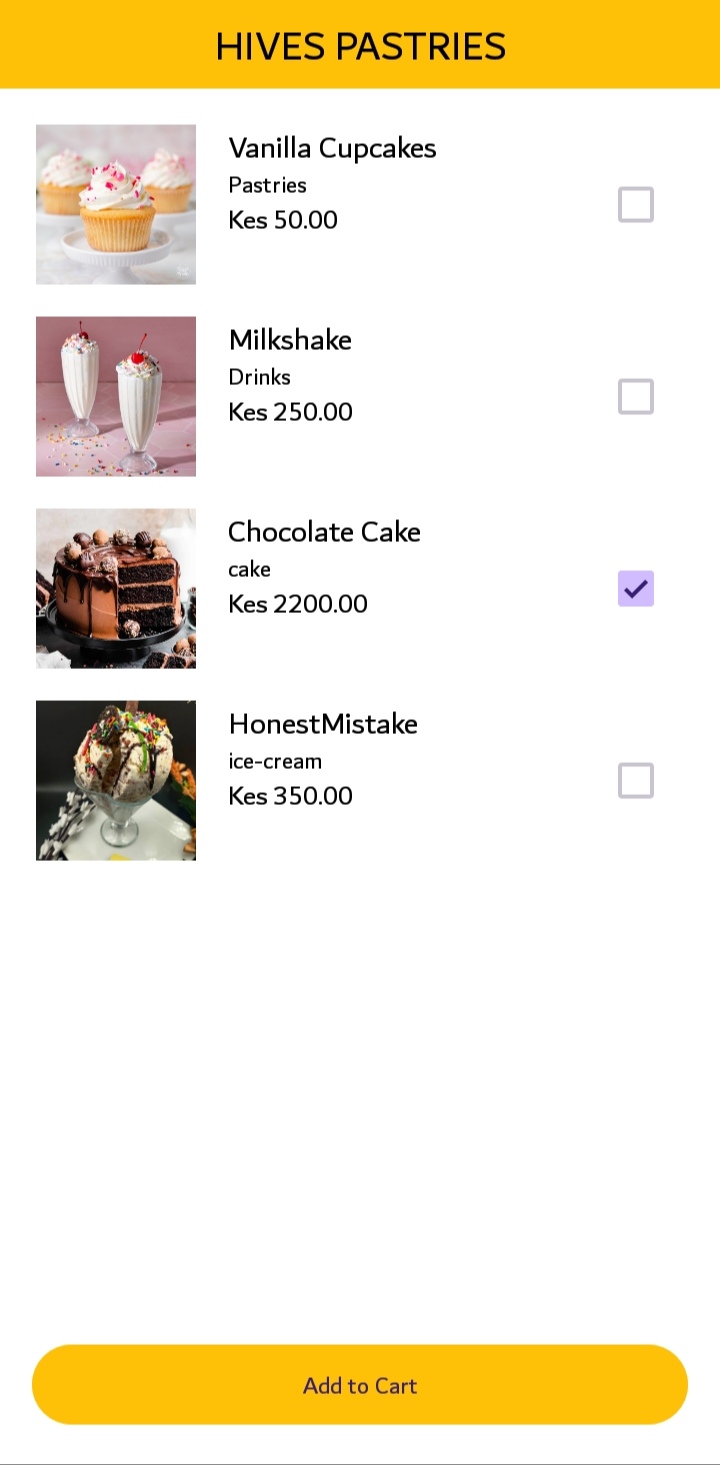 HIVES PASTRIES
Vanilla Cupcakes
Pastries
Kes 50.00
Milkshake
Drinks
Kes 250.00
Chocolate Cake
cake
Kes 2200.00
HonestMistake
ice-cream
Kes 350.00
Add to Cart